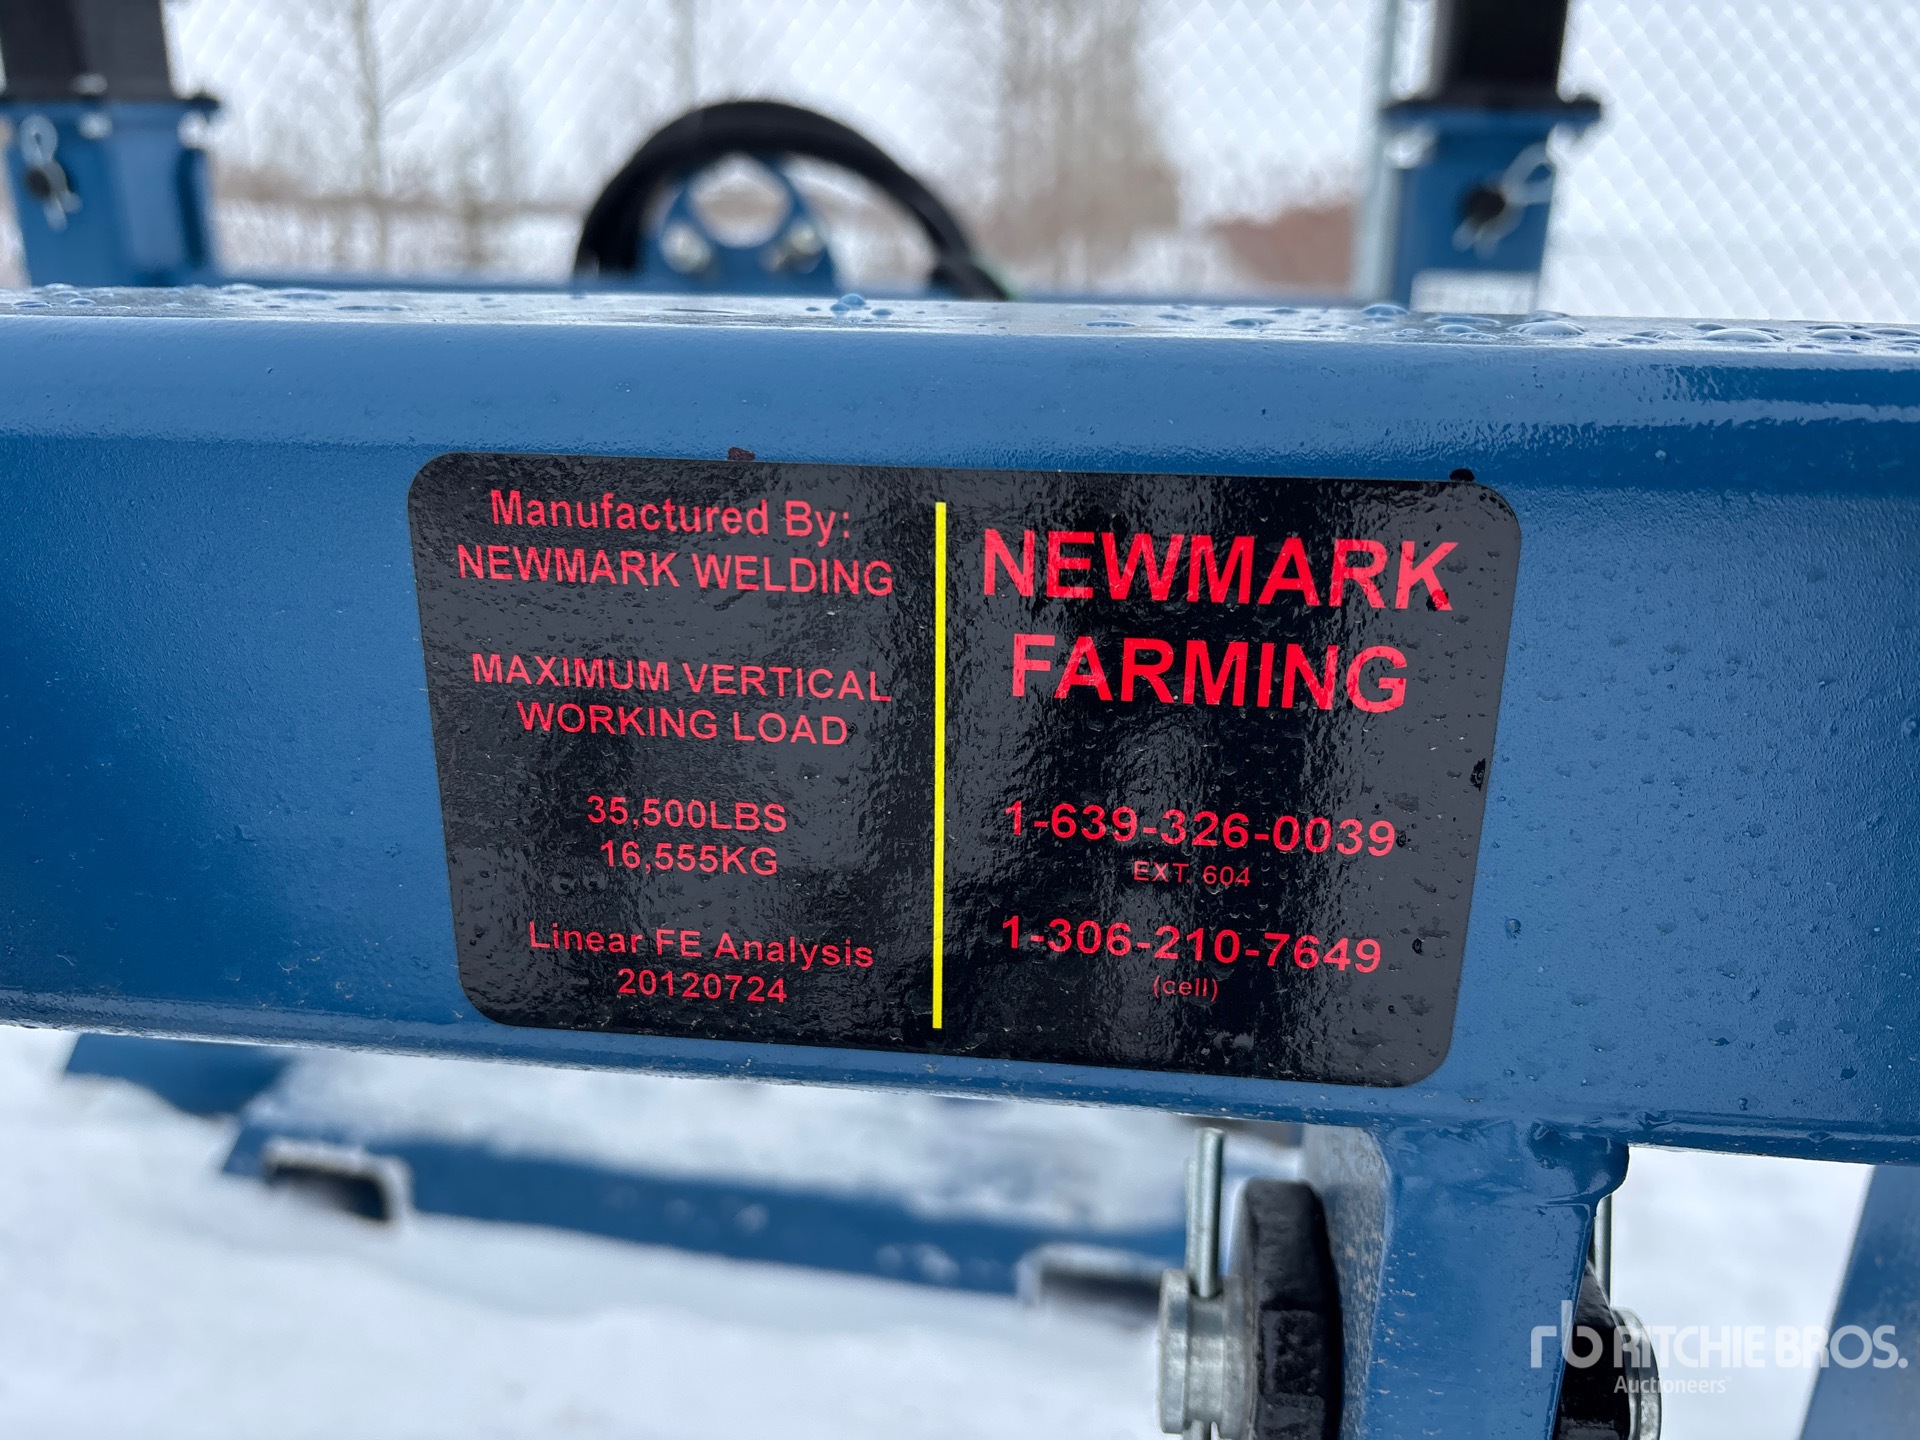 Manufactured By:
NEWMARK WELDING
MAXIMUM VERTICAL
WORKING LOAD
35,500LBS
16,555KG
Linear FE Analysis
20120724
NEWMARK
FARMING
1-639-326-0039
EXT. 604
1-306-210-7649
(cell)
rb RITCHIE BROS.
Auctioneers